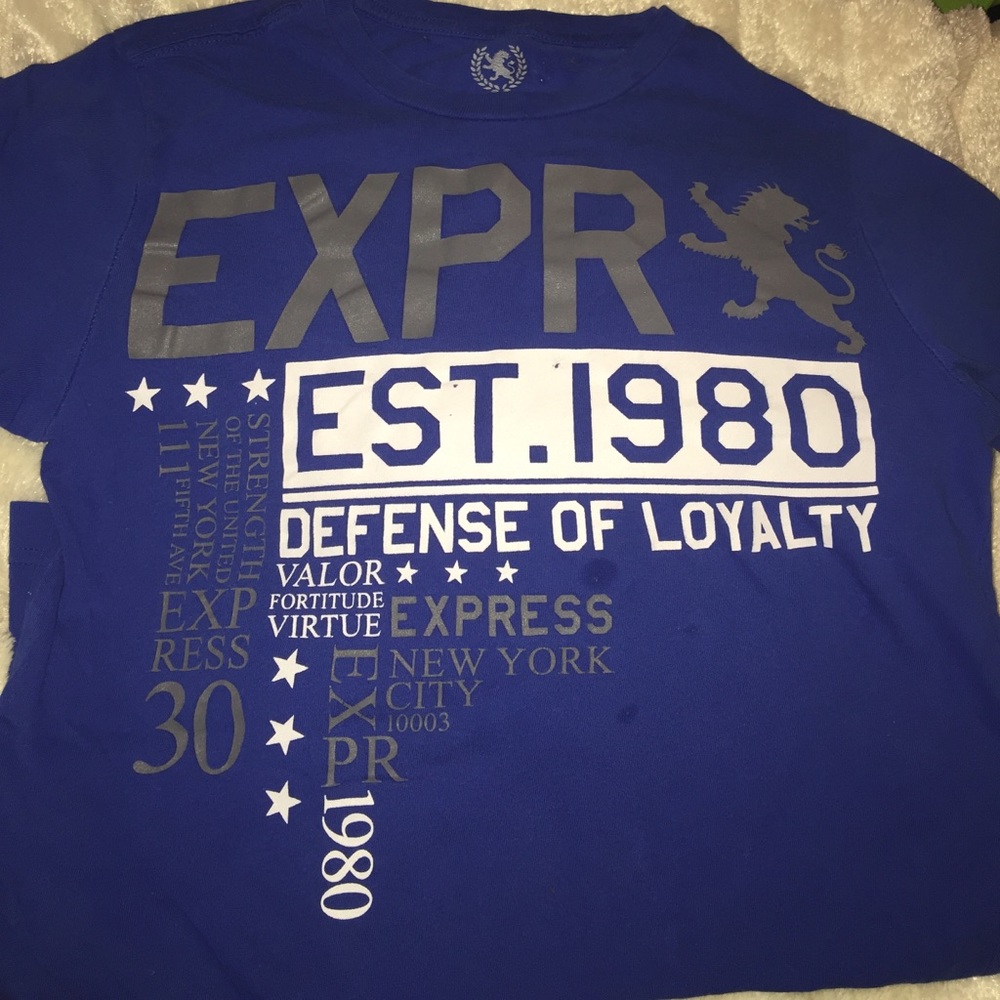 EXPR
EST.1980
DEFENSE OF LOYALTY
STRENGTH
OF THE UNITED
NEW YORK
111 FIFTH AVE
EXP
RESS
30
VALOR
FORTITUDE
VIRTUE
EXPRESS
NEW YORK
CITY
10003
EX
PR
1980